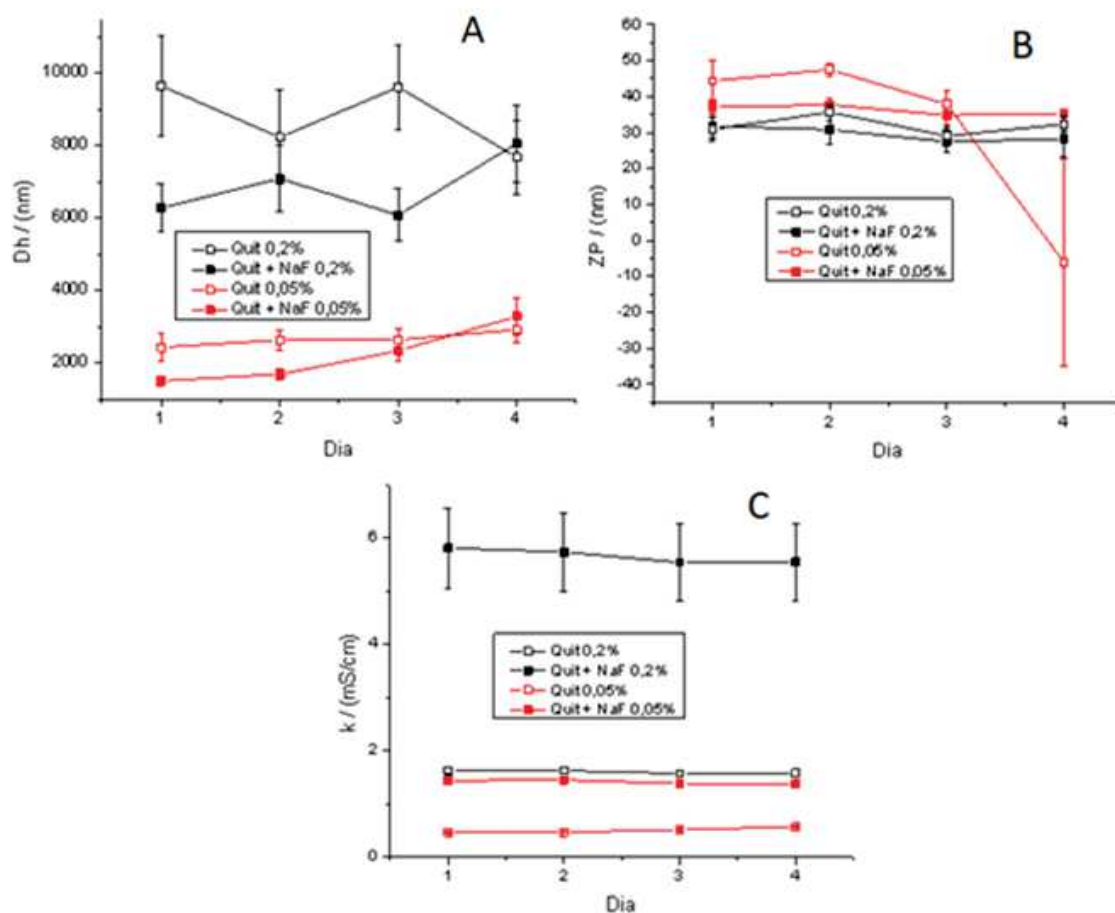 A
Dh / (nm)
10000
8000
6000
4000
2000
Quit 0,2%
Quit + NaF 0,2%
Quit 0,05%
Quit + NaF 0,05%
1 2 3 4
Dia
B
ZP / (nm)
60
50
40
30
20
10
0
-10
-20
-30
-40
Quit 0,2%
Quit + NaF 0,2%
Quit 0,05%
Quit + NaF 0,05%
1 2 3 4
Dia
C
k / (mS/cm)
6
4
2
0
Quit 0,2%
Quit + NaF 0,2%
Quit 0,05%
Quit + NaF 0,05%
1 2 3 4
Dia